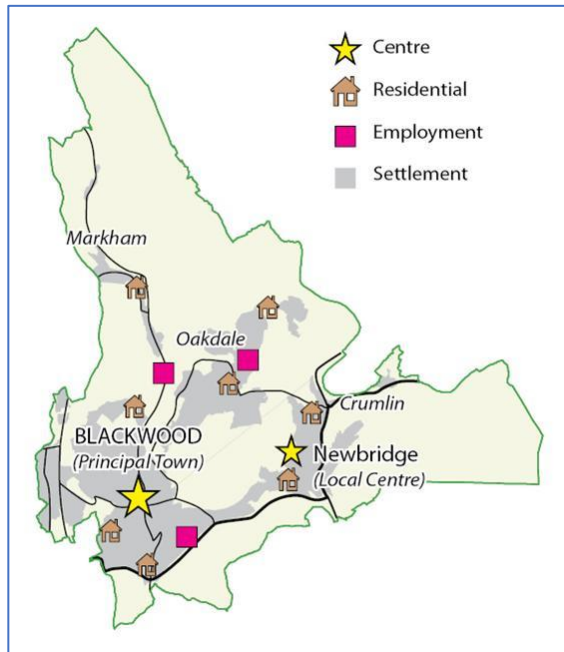 Centre
Residential
Employment
Settlement
Markham
Oakdale
Crumlin
BLACKWOOD
(Principal Town)
Newbridge
(Local Centre)